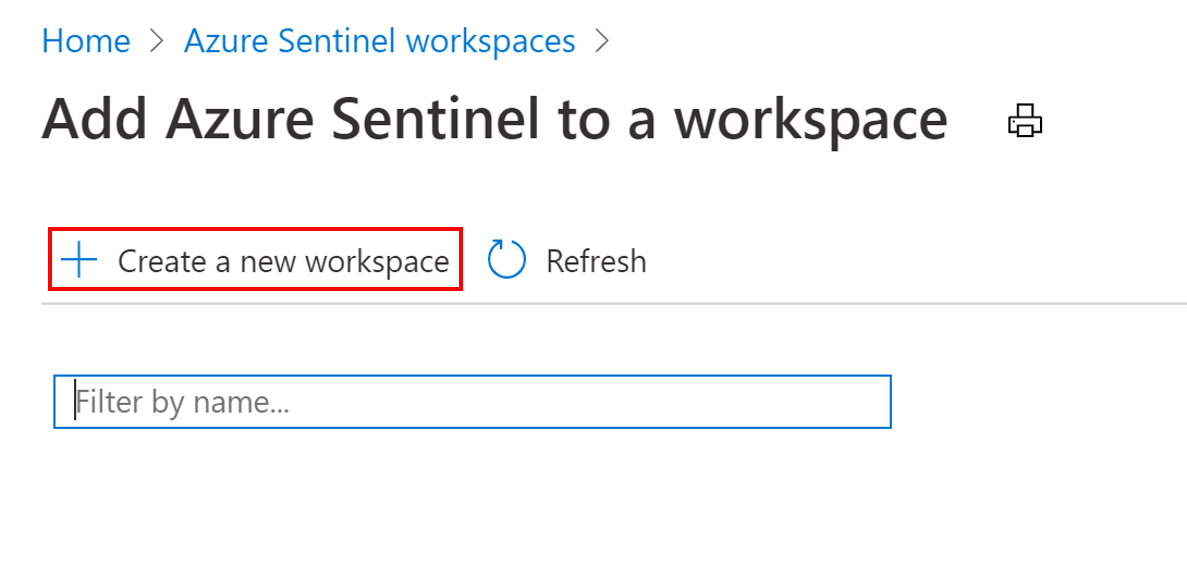 Home > Azure Sentinel workspaces >
Add Azure Sentinel to a workspace
Create a new workspace Refresh
Filter by name...